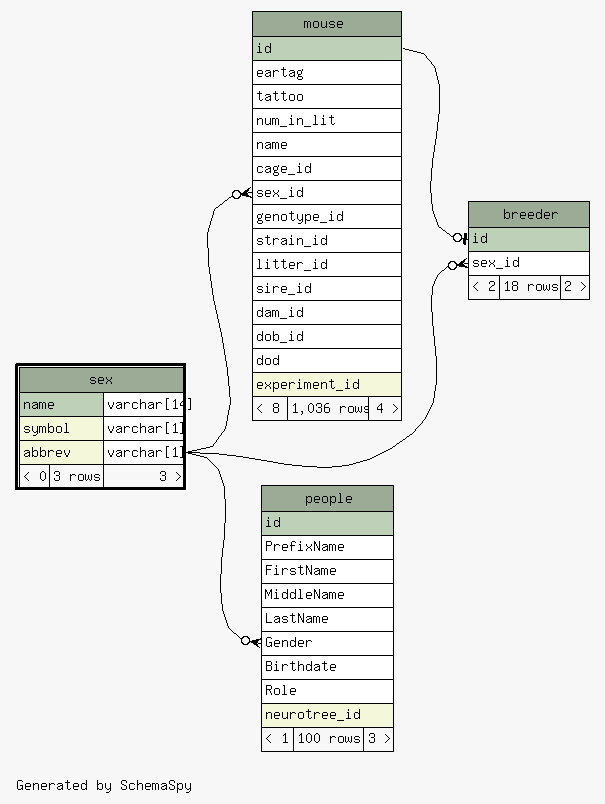 mouse
id
eartag
tattoo
num_in_lit
name
cage_id
sex_id
genotype_id
strain_id
litter_id
sire_id
dam_id
dob_id
dod
experiment_id
< 8 1,036 rows 4 >
breeder
id
sex_id
< 2 18 rows 2 >
sex
name varchar[14]
symbol varchar[1]
abbrev varchar[1]
< 0 3 rows 3 >
people
id
PrefixName
FirstName
MiddleName
LastName
Gender
Birthdate
Role
neurotree_id
< 1 100 rows 3 >
Generated by SchemaSpy